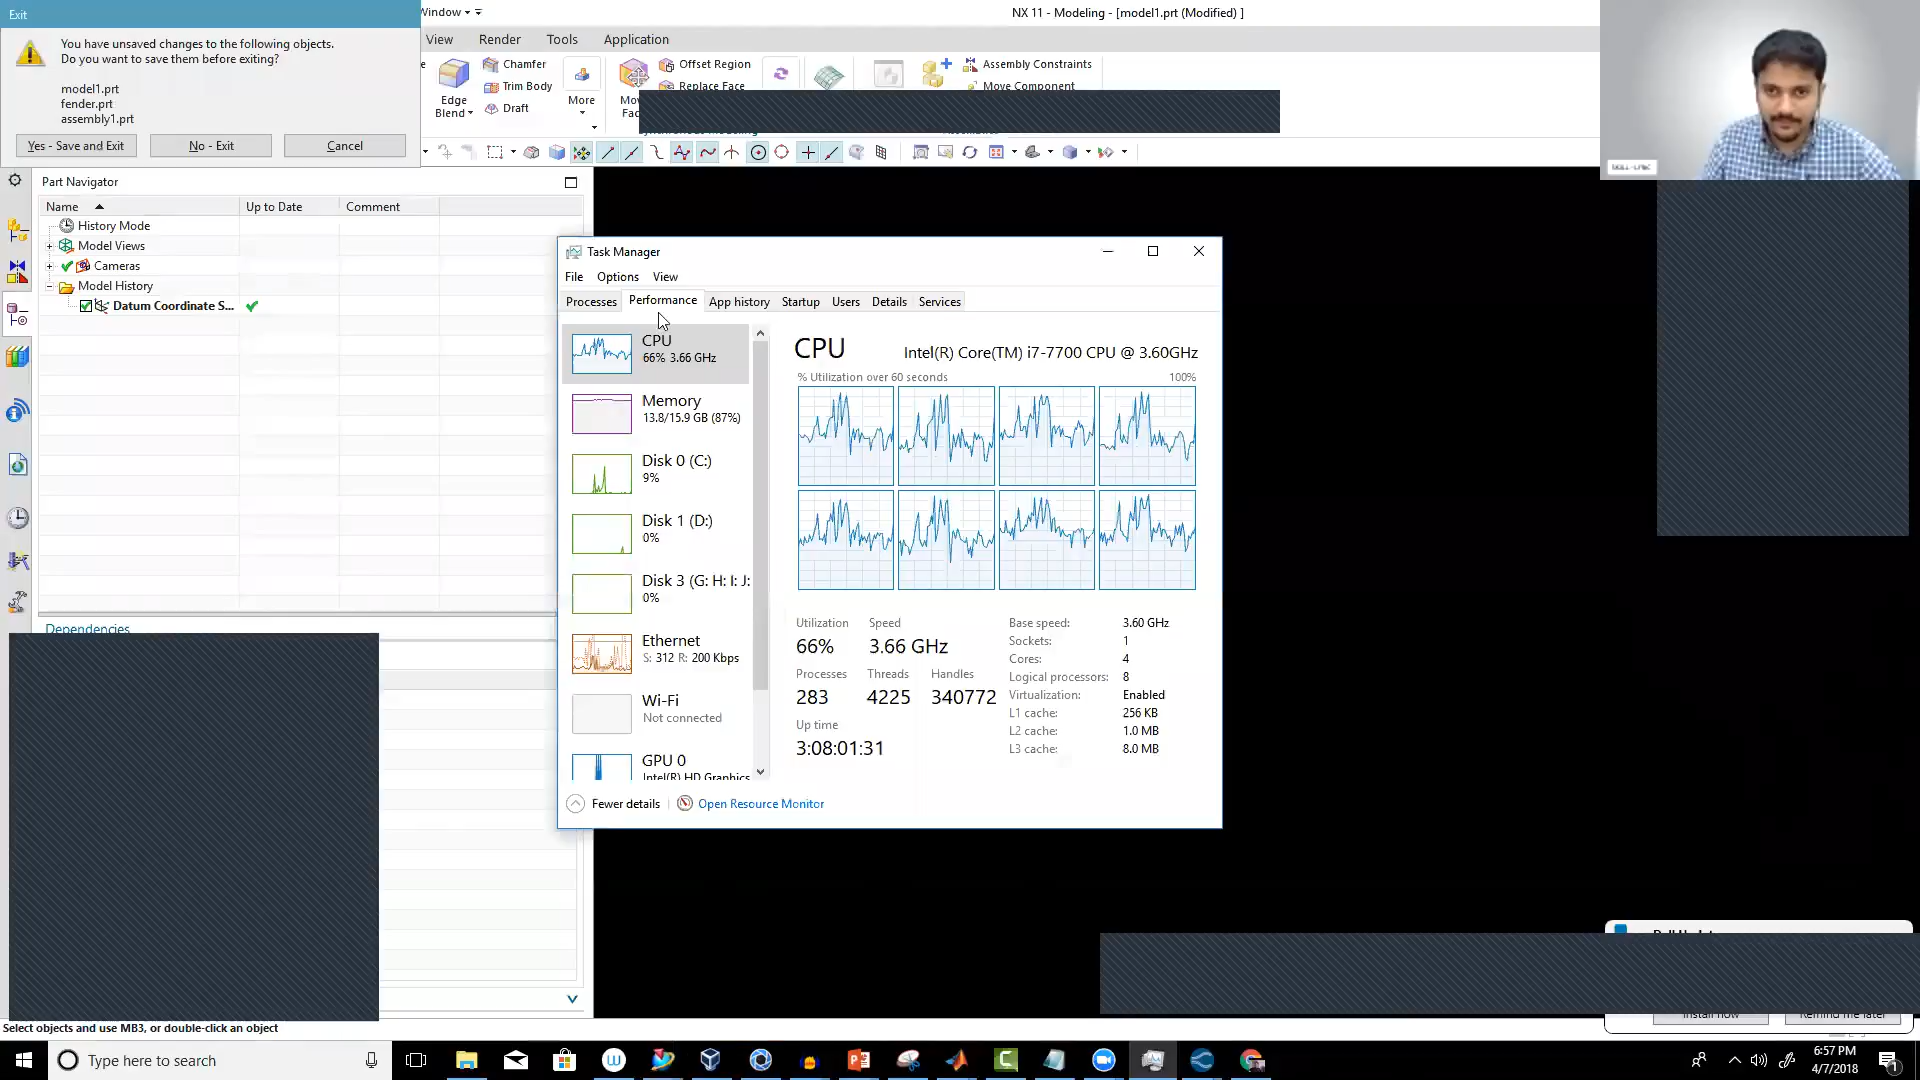 Exit
Window
NX 11 - Modeling - [model1.prt (Modified) ]
You have unsaved changes to the following objects.
Do you want to save them before exiting?
model1.prt
fender.prt
assembly1.prt
Yes - Save and Exit
No - Exit
Cancel
View
Render
Tools
Application
Edge
Blend
Chamfer
Trim Body
Draft
More
Offset Region
Replace Face
Assembly Constraints
Move Component
Part Navigator
Name
Up to Date
Comment
History Mode
Model Views
Cameras
Model History
Datum Coordinate S...
Dependencies
Task Manager
File
Options
View
Processes
Performance
App history
Startup
Users
Details
Services
CPU
66% 3.66 GHz
Memory
13.8/15.9 GB (87%)
Disk 0 (C:)
9%
Disk 1 (D:)
0%
Disk 3 (G: H: I: J:
0%
Ethernet
S: 312 R: 200 Kbps
Wi-Fi
Not connected
GPU 0
Intel(R) HD Graphics
CPU
Intel(R) Core(TM) i7-7700 CPU @ 3.60GHz
% Utilization over 60 seconds
100%
Utilization
Speed
66%
3.66 GHz
Processes
Threads
Handles
283
4225
340772
Up time
3:08:01:31
Base speed:
3.60 GHz
Sockets:
1
Cores:
4
Logical processors:
8
Virtualization:
Enabled
L1 cache:
256 KB
L2 cache:
1.0 MB
L3 cache:
8.0 MB
Fewer details
Open Resource Monitor
Install now
Remind me later
Select objects and use MB3, or double-click an object
Type here to search
6:57 PM
4/7/2018
1